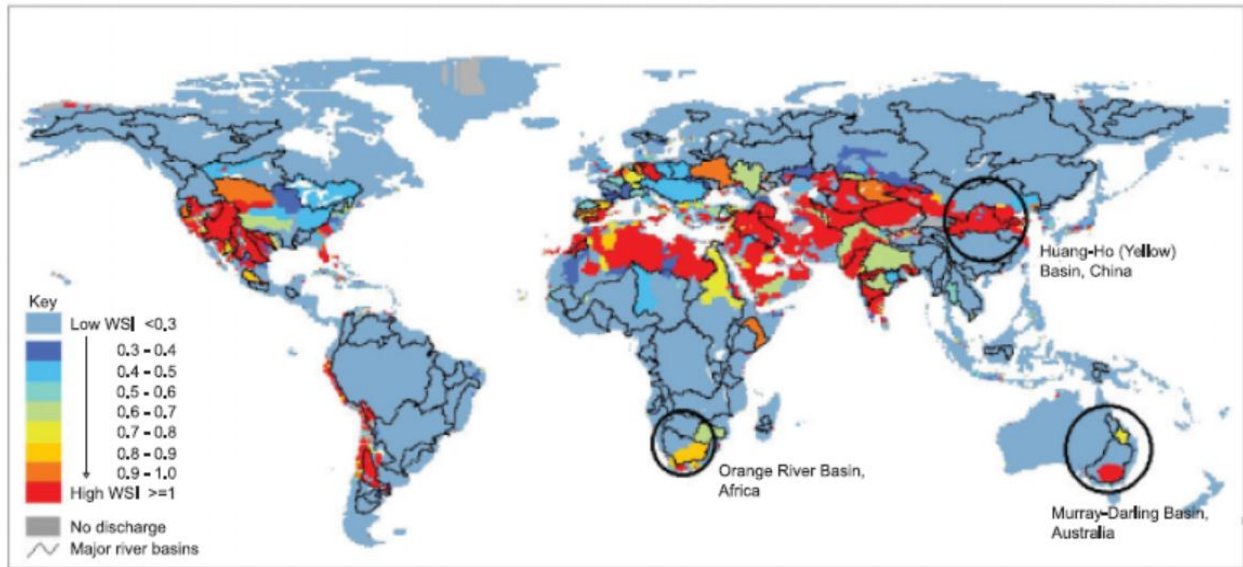 Key
Low WSI <0.3
0.3 - 0.4
0.4 - 0.5
0.5 - 0.6
0.6 - 0.7
0.7 - 0.8
0.8 - 0.9
0.9 - 1.0
High WSI >=1
No discharge
Major river basins
Huang-Ho (Yellow)
Basin, China
Orange River Basin,
Africa
Murray-Darling Basin,
Australia